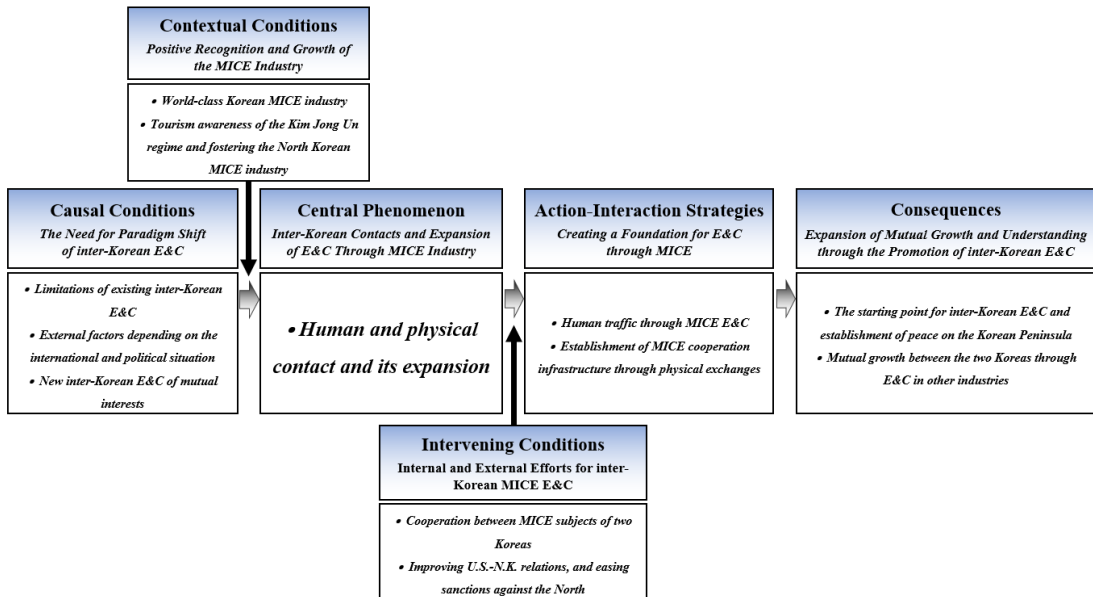 Contextual Conditions
Positive Recognition and Growth of
the MICE Industry
• World-class Korean MICE industry
• Tourism awareness of the Kim Jong Un
regime and fostering the North Korean
MICE industry
Causal Conditions
The Need for Paradigm Shift
of inter-Korean E&C
• Limitations of existing inter-Korean
E&C
• External factors depending on the
international and political situation
• New inter-Korean E&C of mutual
interests
Central Phenomenon
Inter-Korean Contacts and Expansion
of E&C Through MICE Industry
• Human and physical
contact and its expansion
Action-Interaction Strategies
Creating a Foundation for E&C
through MICE
• Human traffic through MICE E&C
• Establishment of MICE cooperation
infrastructure through physical exchanges
Consequences
Expansion of Mutual Growth and Understanding
through the Promotion of inter-Korean E&C
• The starting point for inter-Korean E&C and
establishment of peace on the Korean Peninsula
• Mutual growth between the two Koreas through
E&C in other industries
Intervening Conditions
Internal and External Efforts for inter-
Korean MICE E&C
• Cooperation between MICE subjects of two
Koreas
• Improving U.S.-N.K. relations, and easing
sanctions against the North